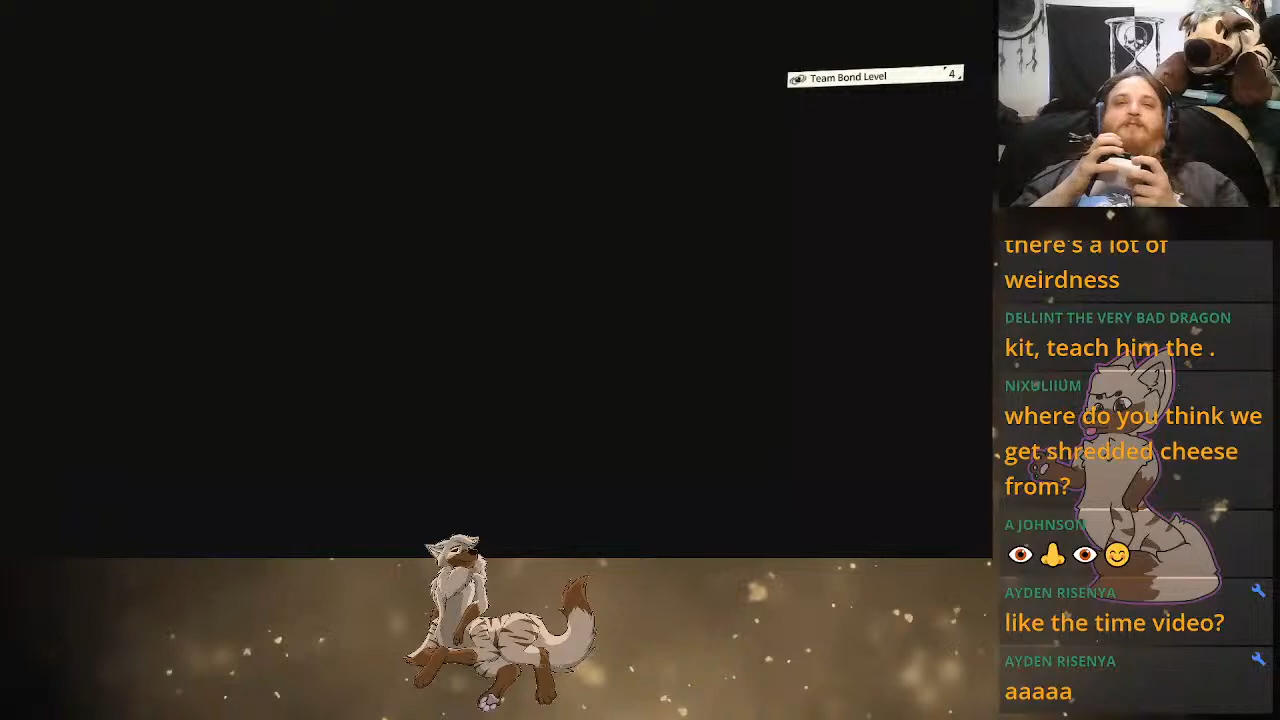 Team Bond Level 4
there's a lot of
weirdness
DELLINT THE VERY BAD DRAGON
kit, teach him the .
NIXULIIUM
where do you think we
get shredded cheese
from?
A JOHNSON
👁️👃👁️😊
AYDEN RISENYA
like the time video?
AYDEN RISENYA
aaaaa